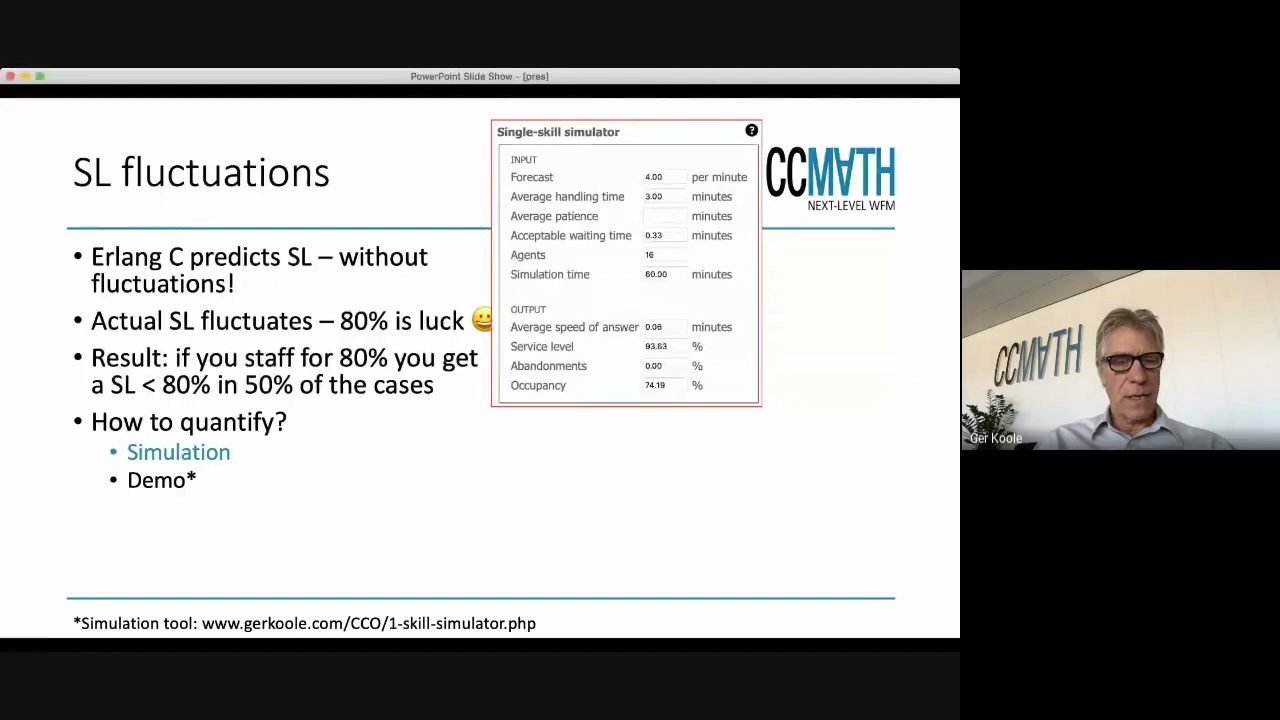 PowerPoint Slide Show - [pres]
SL fluctuations
• Erlang C predicts SL – without
fluctuations!
• Actual SL fluctuates – 80% is luck 😀
• Result: if you staff for 80% you get
a SL < 80% in 50% of the cases
• How to quantify?
• Simulation
• Demo*
Single-skill simulator ?
INPUT
Forecast 4.00 per minute
Average handling time 3.00 minutes
Average patience minutes
Acceptable waiting time 0.33 minutes
Agents 16
Simulation time 60.00 minutes
OUTPUT
Average speed of answer 0.06 minutes
Service level 93.63 %
Abandonments 0.00 %
Occupancy 74.19 %
CCMATH
NEXT-LEVEL WFM
*Simulation tool: www.gerkoole.com/CCO/1-skill-simulator.php
CCMATH
Ger Koole